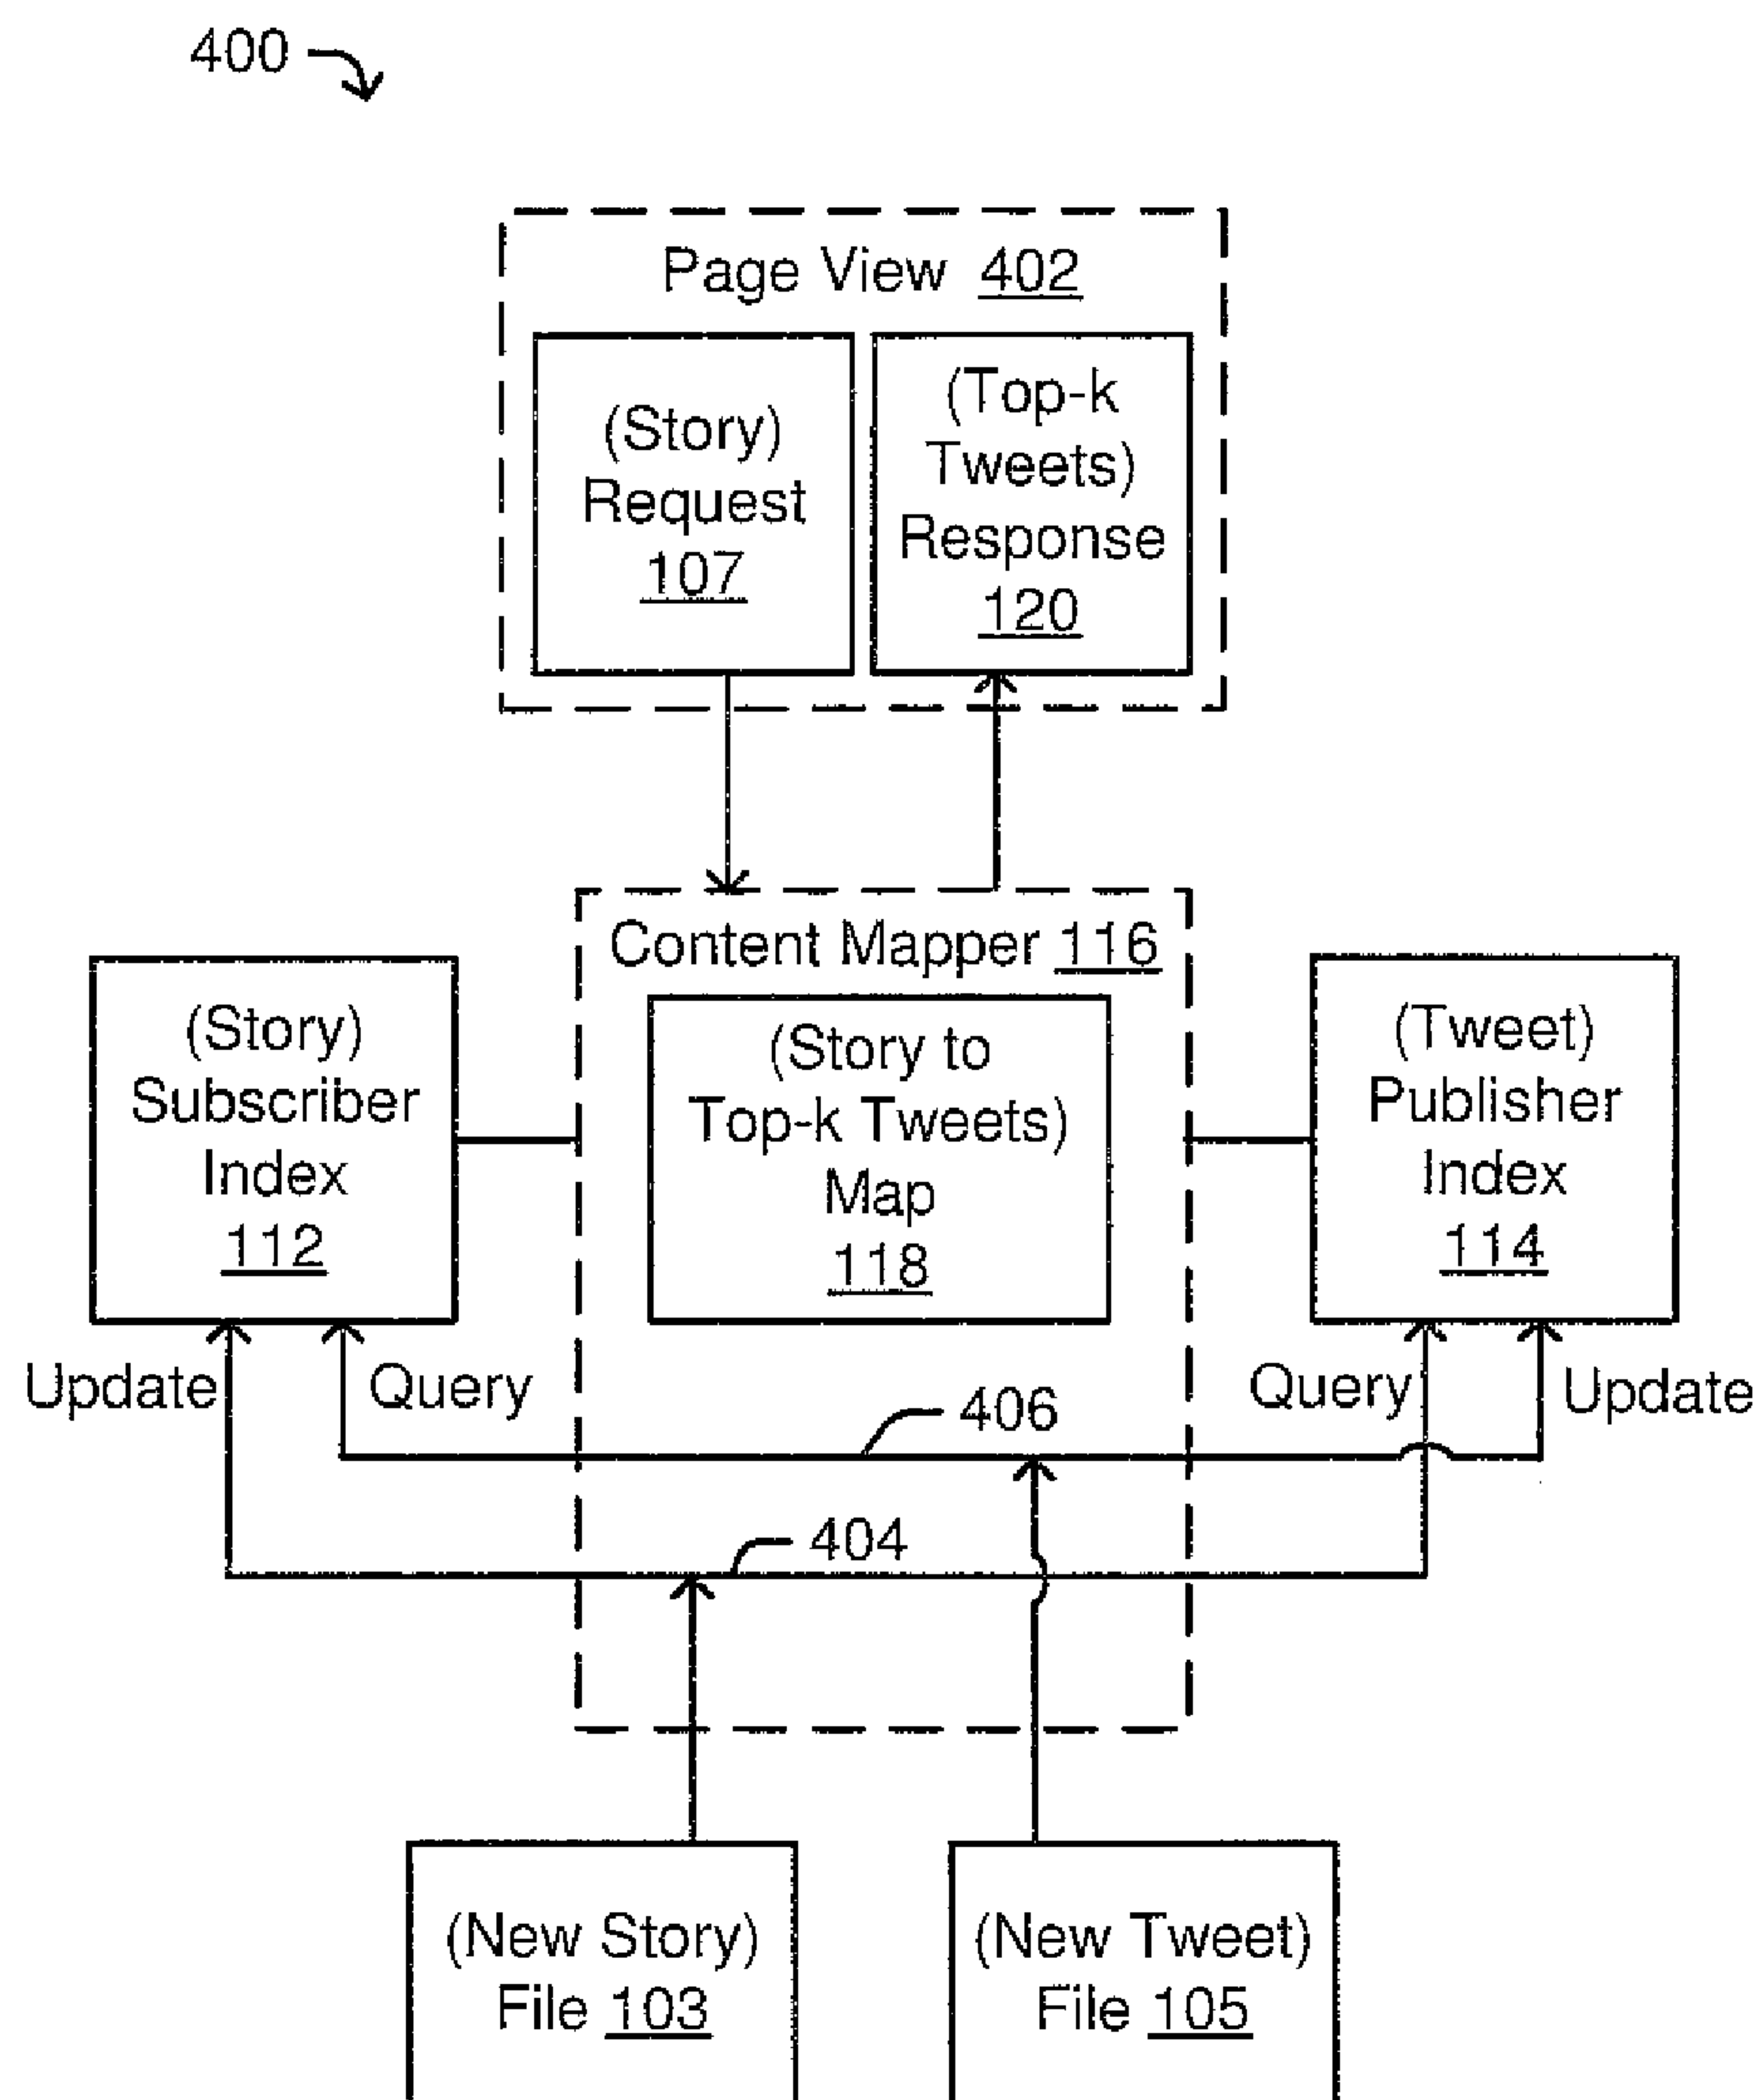 400
Page View 402
(Story)
Request
107
(Top-k
Tweets)
Response
120
Content Mapper 116
(Story)
Subscriber
Index
112
(Story to
Top-k Tweets)
Map
118
(Tweet)
Publisher
Index
114
Update
Query
Query
Update
406
404
(New Story)
File 103
(New Tweet)
File 105